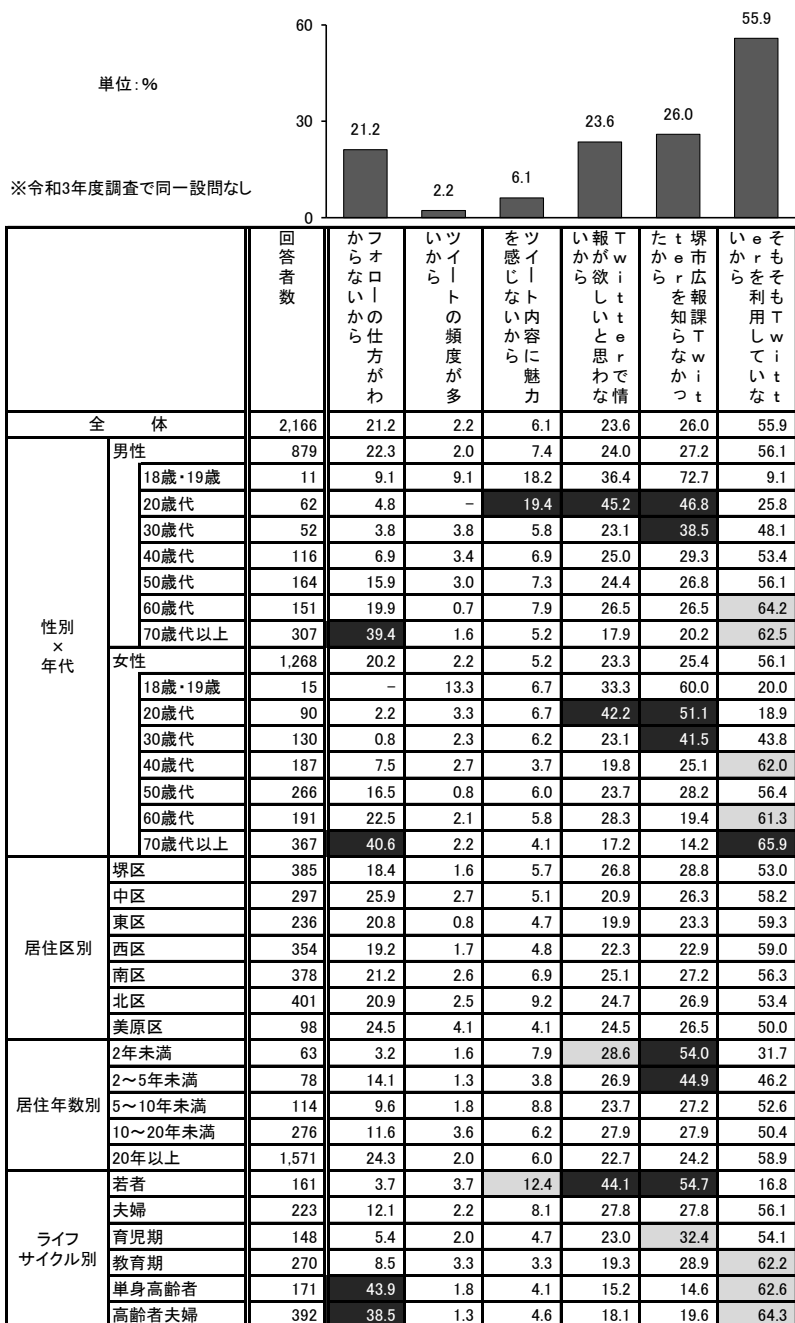 60
30
0
単位：％
※令和3年度調査で同一設問なし
21.2
2.2
6.1
23.6
26.0
55.9
回答者数
フォローの仕方がわ
からないから
ツイートの頻度が多
いから
ツイート内容に魅力
を感じないから
Ｔｗｉｔｔｅｒで情
報が欲しいと思わな
いから
堺市広報課Ｔｗｉｔ
ｔｅｒを知らなかっ
たから
そもそもＴｗｉｔｔ
ｅｒを利用していな
いから
全　体 2,166 21.2 2.2 6.1 23.6 26.0 55.9
性別
×
年代
男性 879 22.3 2.0 7.4 24.0 27.2 56.1
18歳・19歳 11 9.1 9.1 18.2 36.4 72.7 9.1
20歳代 62 4.8 － 19.4 45.2 46.8 25.8
30歳代 52 3.8 3.8 5.8 23.1 38.5 48.1
40歳代 116 6.9 3.4 6.9 25.0 29.3 53.4
50歳代 164 15.9 3.0 7.3 24.4 26.8 56.1
60歳代 151 19.9 0.7 7.9 26.5 26.5 64.2
70歳代以上 307 39.4 1.6 5.2 17.9 20.2 62.5
女性 1,268 20.2 2.2 5.2 23.3 25.4 56.1
18歳・19歳 15 － 13.3 6.7 33.3 60.0 20.0
20歳代 90 2.2 3.3 6.7 42.2 51.1 18.9
30歳代 130 0.8 2.3 6.2 23.1 41.5 43.8
40歳代 187 7.5 2.7 3.7 19.8 25.1 62.0
50歳代 266 16.5 0.8 6.0 23.7 28.2 56.4
60歳代 191 22.5 2.1 5.8 28.3 19.4 61.3
70歳代以上 367 40.6 2.2 4.1 17.2 14.2 65.9
居住区別
堺区 385 18.4 1.6 5.7 26.8 28.8 53.0
中区 297 25.9 2.7 5.1 20.9 26.3 58.2
東区 236 20.8 0.8 4.7 19.9 23.3 59.3
西区 354 19.2 1.7 4.8 22.3 22.9 59.0
南区 378 21.2 2.6 6.9 25.1 27.2 56.3
北区 401 20.9 2.5 9.2 24.7 26.9 53.4
美原区 98 24.5 4.1 4.1 24.5 26.5 50.0
居住年数別
2年未満 63 3.2 1.6 7.9 28.6 54.0 31.7
2～5年未満 78 14.1 1.3 3.8 26.9 44.9 46.2
5～10年未満 114 9.6 1.8 8.8 23.7 27.2 52.6
10～20年未満 276 11.6 3.6 6.2 27.9 27.9 50.4
20年以上 1,571 24.3 2.0 6.0 22.7 24.2 58.9
ライフ
サイクル別
若者 161 3.7 3.7 12.4 44.1 54.7 16.8
夫婦 223 12.1 2.2 8.1 27.8 27.8 56.1
育児期 148 5.4 2.0 4.7 23.0 32.4 54.1
教育期 270 8.5 3.3 3.3 19.3 28.9 62.2
単身高齢者 171 43.9 1.8 4.1 15.2 14.6 62.6
高齢者夫婦 392 38.5 1.3 4.6 18.1 19.6 64.3